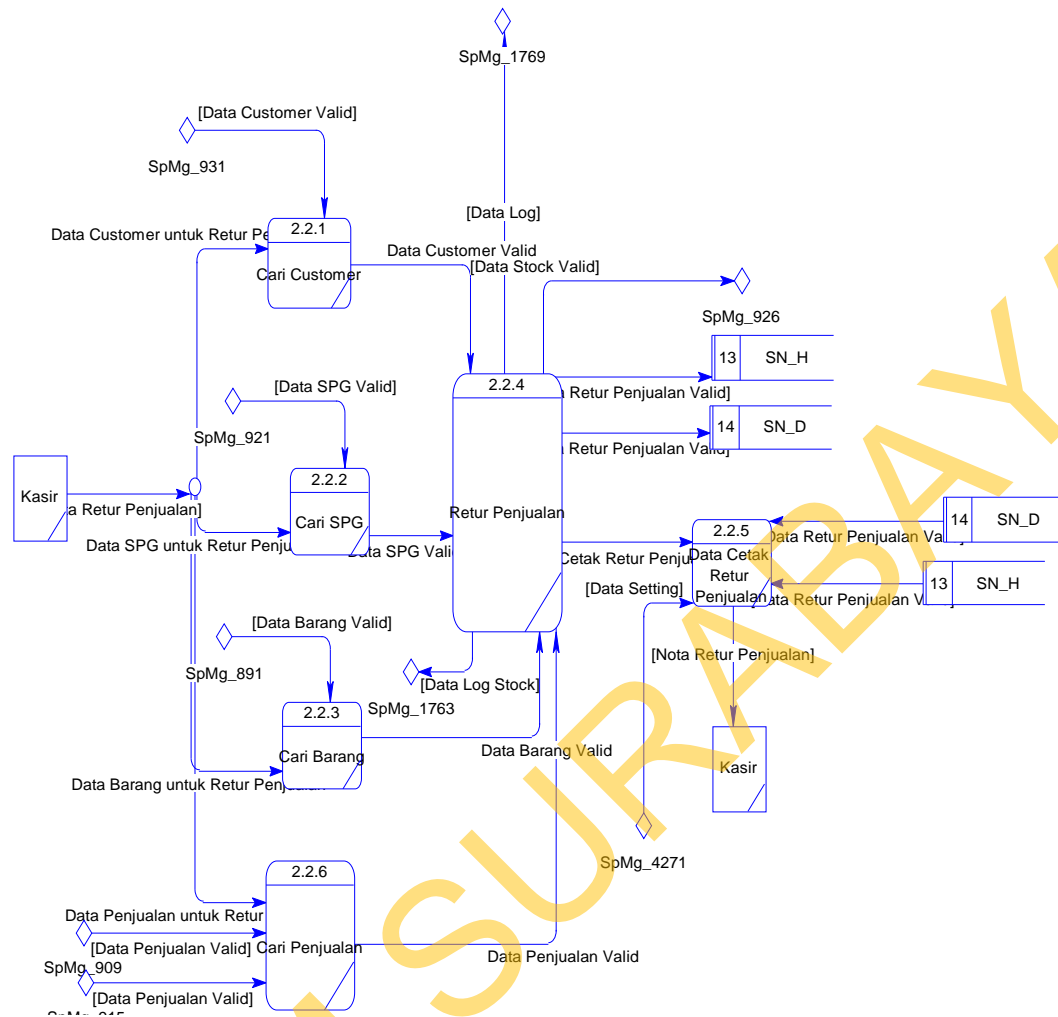 SpMg_1769
[Data Customer Valid]
SpMg_931
[Data Log]
2.2.1
Data Customer untuk Retur Pe
Cari Customer
Data Customer Valid
[Data Stock Valid]
SpMg_926
13 SN_H
2.2.4
[Data SPG Valid]
Retur Penjualan Valid]
14 SN_D
SpMg_921
Retur Penjualan Valid]
Kasir
2.2.2
Cari SPG
Retur Penjualan
a Retur Penjualan]
Data SPG untuk Retur Penju
Data SPG Valid
14 SN_D
2.2.5
Data Retur Penjualan Va
Data Cetak
Retur
Penjualan
Cetak Retur Penju
13 SN_H
[Data Setting]
Data Retur Penjualan V
[Data Barang Valid]
[Nota Retur Penjualan]
SpMg_891
[Data Log Stock]
SpMg_1763
2.2.3
Cari Barang
Data Barang Valid
Kasir
Data Barang untuk Retur Penjualan
SpMg_4271
2.2.6
Data Penjualan untuk Retur
[Data Penjualan Valid]
Cari Penjualan
Data Penjualan Valid
SpMg_909
[Data Penjualan Valid]
SURABAYA